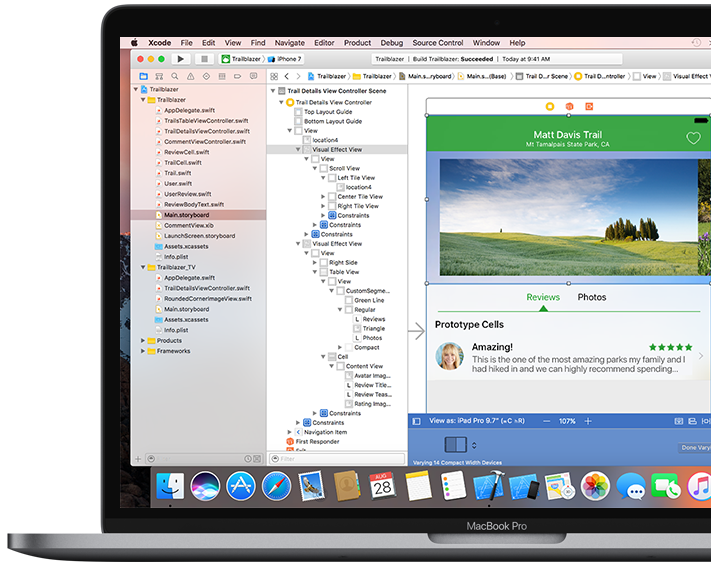 Xcode File Edit View Find Navigate Editor Product Debug Source Control Window Help
Trailblazer iPhone 7 Trailblazer | Build Trailblazer: Succeeded | Today at 9:41 AM
Trailblazer Trailblazer Main.s...ryboard Main.s...(Base) Trail D...r Scene Trail D...ntroller View Visual Effect V
Trailblazer
Trailblazer
AppDelegate.swift
TrailsTableViewController.swift
TrailDetailsViewController.swift
CommentViewController.swift
ReviewCell.swift
TrailCell.swift
Trail.swift
User.swift
UserReview.swift
ReviewBodyText.swift
Main.storyboard
CommentView.xib
LaunchScreen.storyboard
Assets.xcassets
Info.plist
Trailblazer_TV
AppDelegate.swift
TrailDetailsViewController.swift
RoundedCornerImageView.swift
Main.storyboard
Assets.xcassets
Info.plist
Products
Frameworks
Trail Details View Controller Scene
Trail Details View Controller
Top Layout Guide
Bottom Layout Guide
View
location4
Visual Effect View
View
Scroll View
Left Tile View
location4
Center Tile View
Right Tile View
Constraints
Constraints
Constraints
Visual Effect View
View
Right Side
Table View
View
CustomSegme...
Green Line
Regular
L Reviews
Triangle
L Photos
Compact
Cell
Content View
Avatar Imag...
L Review Title...
L Review Teas...
Rating Imag...
Constraints
Constraints
Constraints
Navigation Item
First Responder
Filter
Matt Davis Trail
Mt Tamalpais State Park, CA
Reviews Photos
Prototype Cells
Amazing!
This is the one of the most amazing parks my family and I
had hiked in and we can highly recommend spending...
View as: iPad Pro 9.7" (wC hR) 107%
Varying 14 Compact Width Devices
Done Vary
AUG
28
MacBook Pro